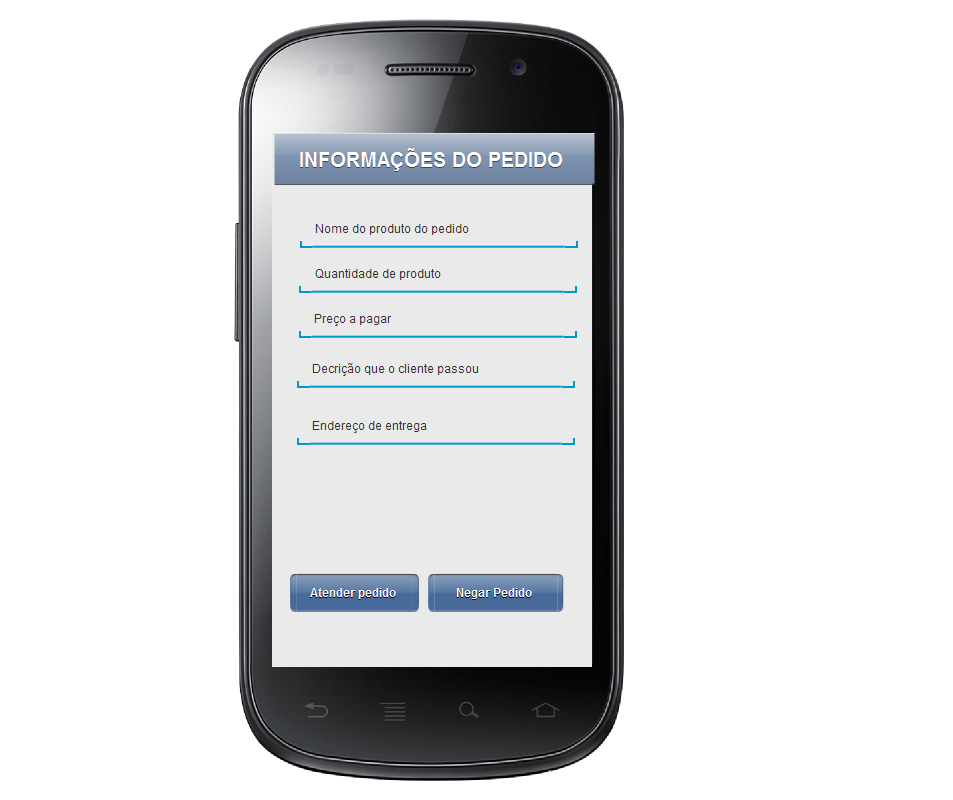 INFORMAÇÕES DO PEDIDO
Nome do produto do pedido
Quantidade de produto
Preço a pagar
Decrição que o cliente passou
Endereço de entrega
Atender pedido Negar Pedido